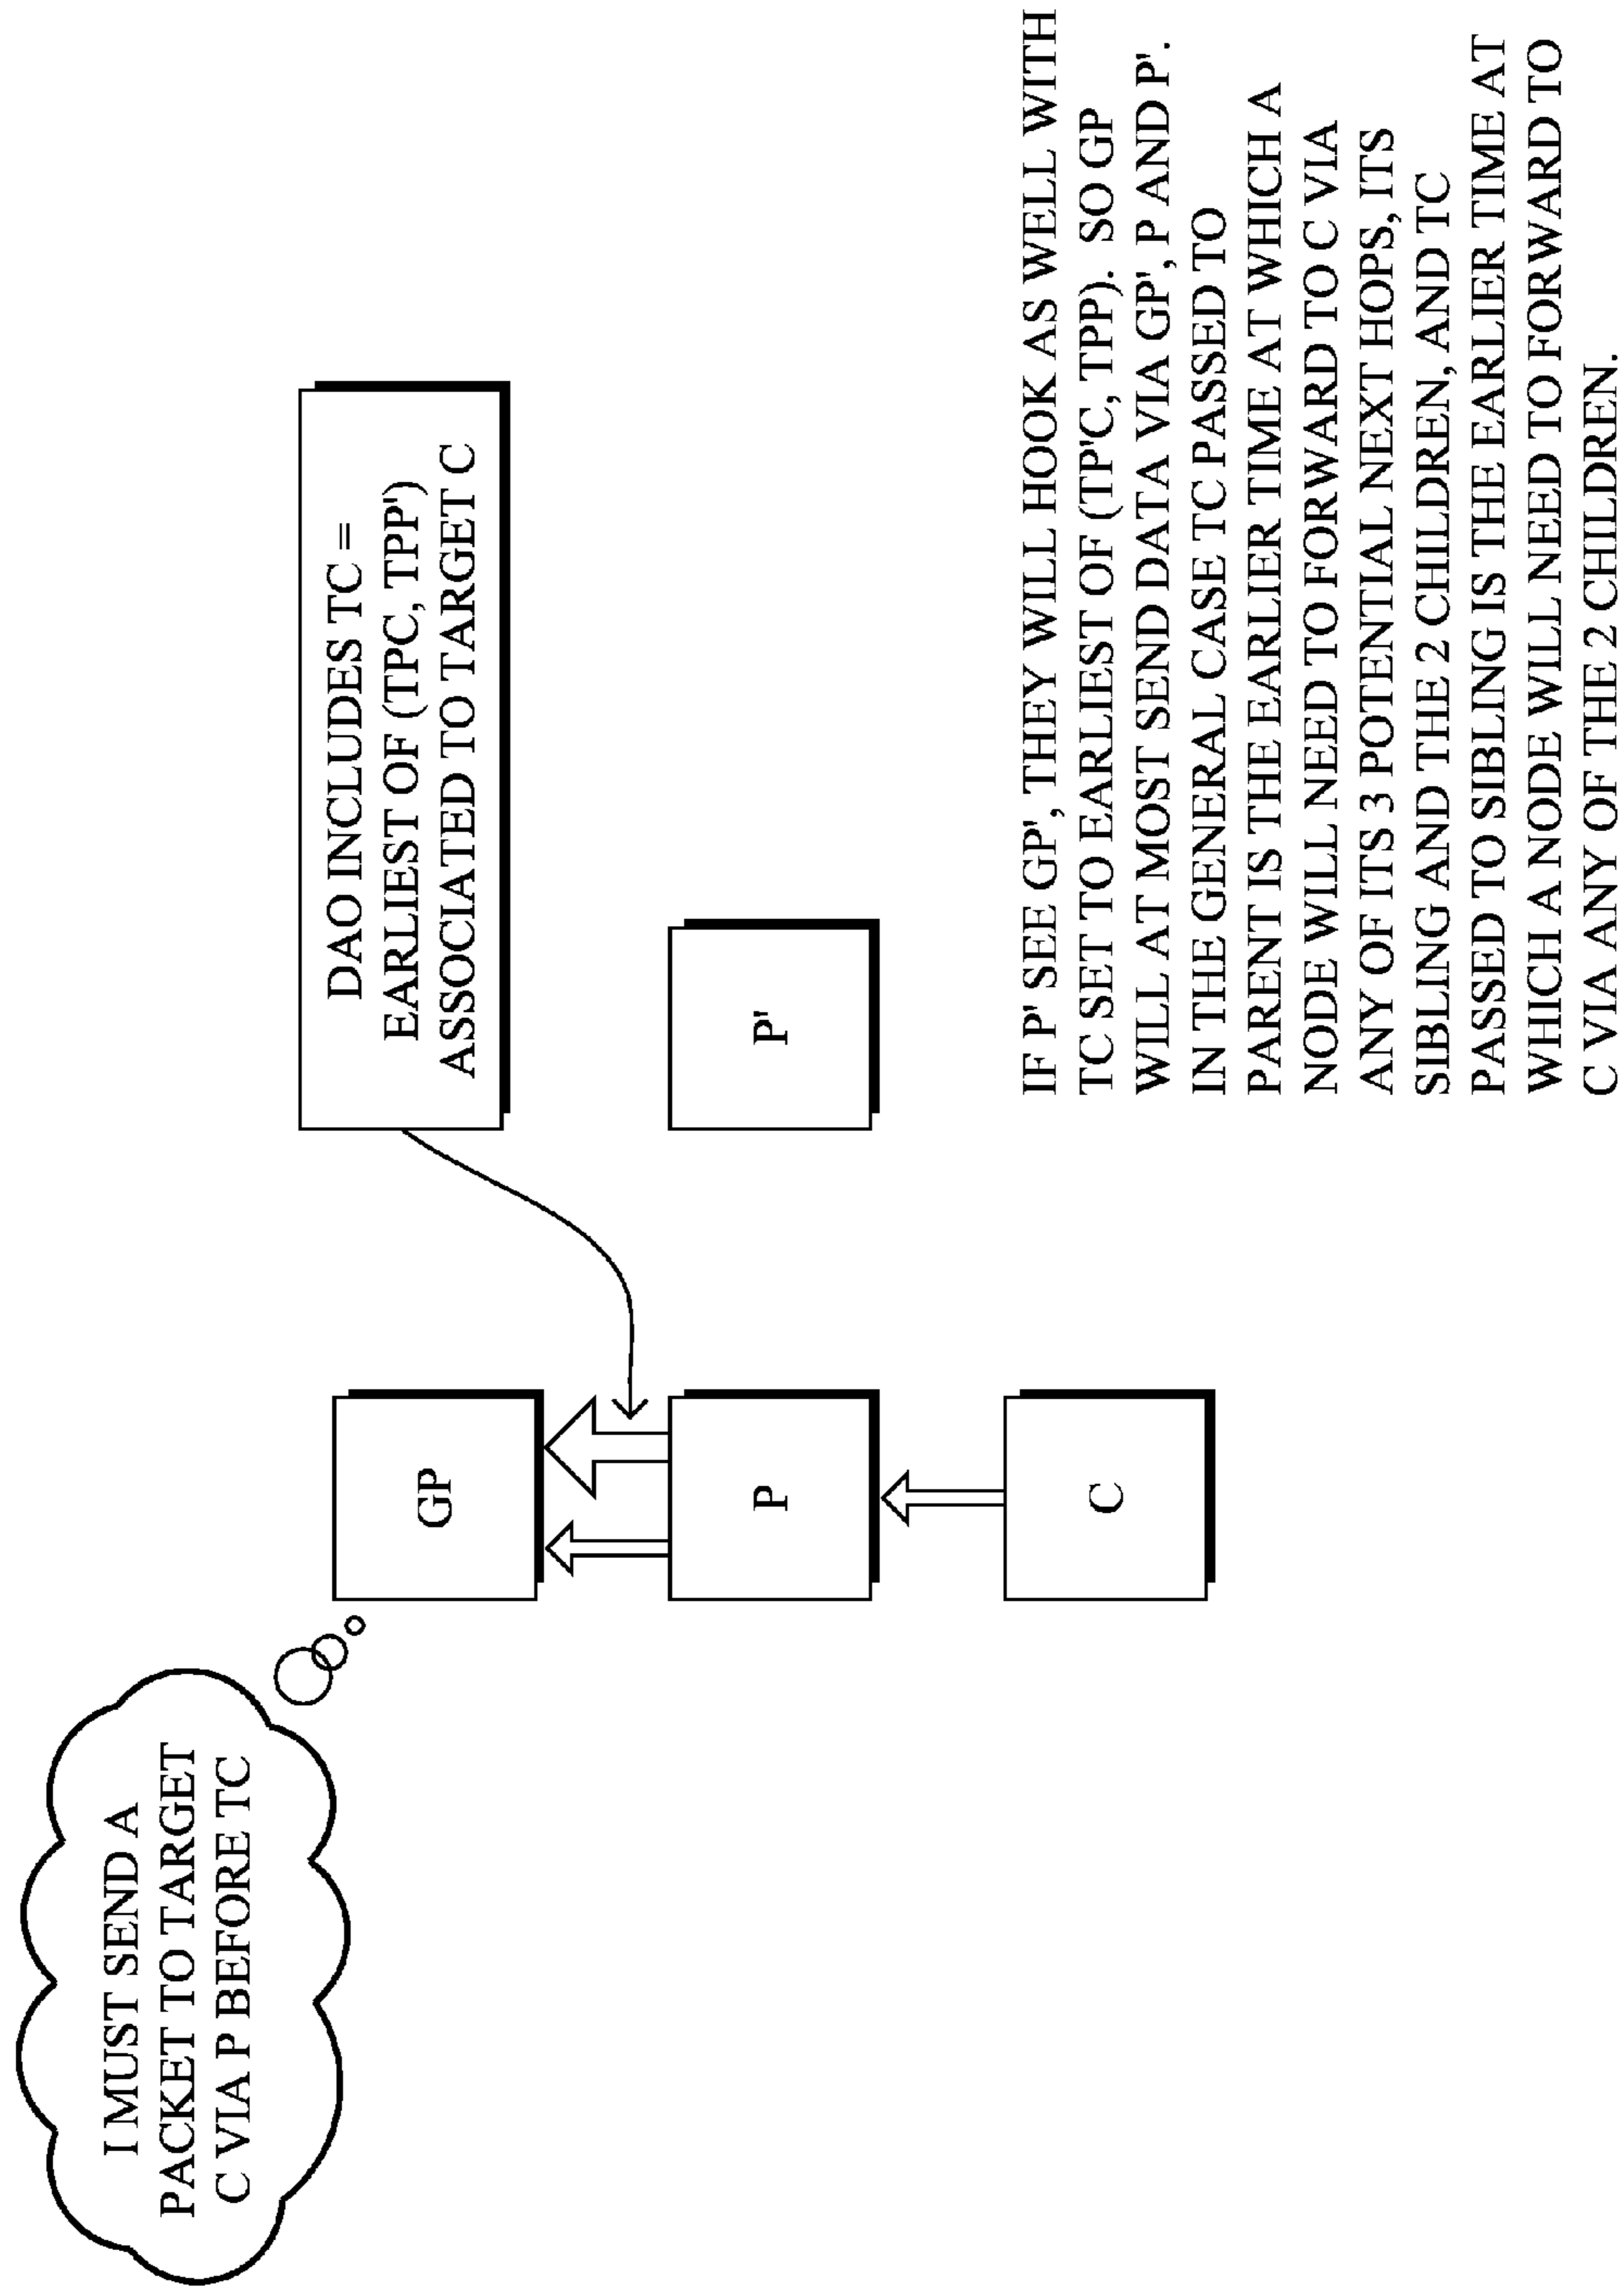 I MUST SEND A
PACKET TO TARGET
C VIA P BEFORE TC
DAO INCLUDES TC =
EARLIEST OF (TPC, TPP')
ASSOCIATED TO TARGET C
GP
P
P'
C
IF P' SEE GP', THEY WILL HOOK AS WELL WITH
TC SET TO EARLIEST OF (TP'C, TPP). SO GP
WILL AT MOST SEND DATA VIA GP', P AND P'.
IN THE GENERAL CASE TC PASSED TO
PARENT IS THE EARLIER TIME AT WHICH A
NODE WILL NEED TO FORWARD TO C VIA
ANY OF ITS 3 POTENTIAL NEXT HOPS, ITS
SIBLING AND THE 2 CHILDREN, AND TC
PASSED TO SIBLING IS THE EARLIER TIME AT
WHICH A NODE WILL NEED TO FORWARD TO
C VIA ANY OF THE 2 CHILDREN.